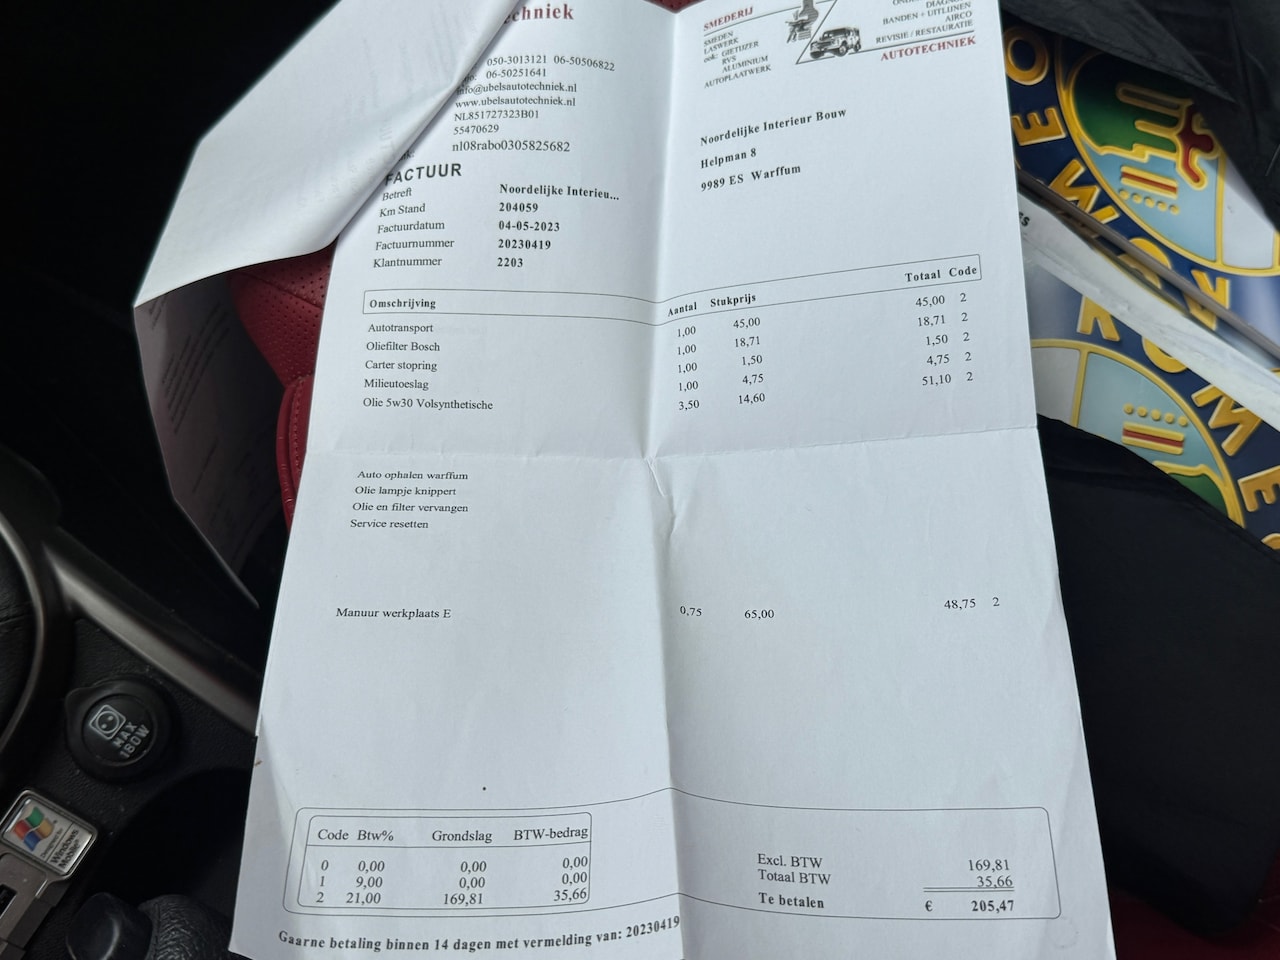 chniek
050-3013121 06-50506822
06-50251641
info@ubelsautotechniek.nl
www.ubelsautotechniek.nl
NL851727323B01
55470629
nl08rabo0305825682
SMEDERIJ
SMEDEN
LASWERK
ook: GIETIJZER
RVS
ALUMINIUM
AUTOPLAATWERK
BANDEN + UITLIJNEN
AIRCO
REVISIE / RESTAURATIE
AUTOTECHNIEK
Noordelijke Interieur Bouw
Helpman 8
9989 ES Warffum
FACTUUR
Betreft Noordelijke Interieu...
Km Stand 204059
Factuurdatum 04-05-2023
Factuurnummer 20230419
Klantnummer 2203
Omschrijving Aantal Stukprijs Totaal Code
Autotransport 1,00 45,00 45,00 2
Oliefilter Bosch 1,00 18,71 18,71 2
Carter stopring 1,00 1,50 1,50 2
Milieutoeslag 1,00 4,75 4,75 2
Olie 5w30 Volsynthetische 3,50 14,60 51,10 2
Auto ophalen warffum
Olie lampje knippert
Olie en filter vervangen
Service resetten
Manuur werkplaats E 0,75 65,00 48,75 2
Code Btw% Grondslag BTW-bedrag
0 0,00 0,00 0,00
1 9,00 0,00 0,00
2 21,00 169,81 35,66
Excl. BTW 169,81
Totaal BTW 35,66
Te betalen € 205,47
Gaarne betaling binnen 14 dagen met vermelding van: 20230419
MAX
180W
Designed for
Windows
Mobile